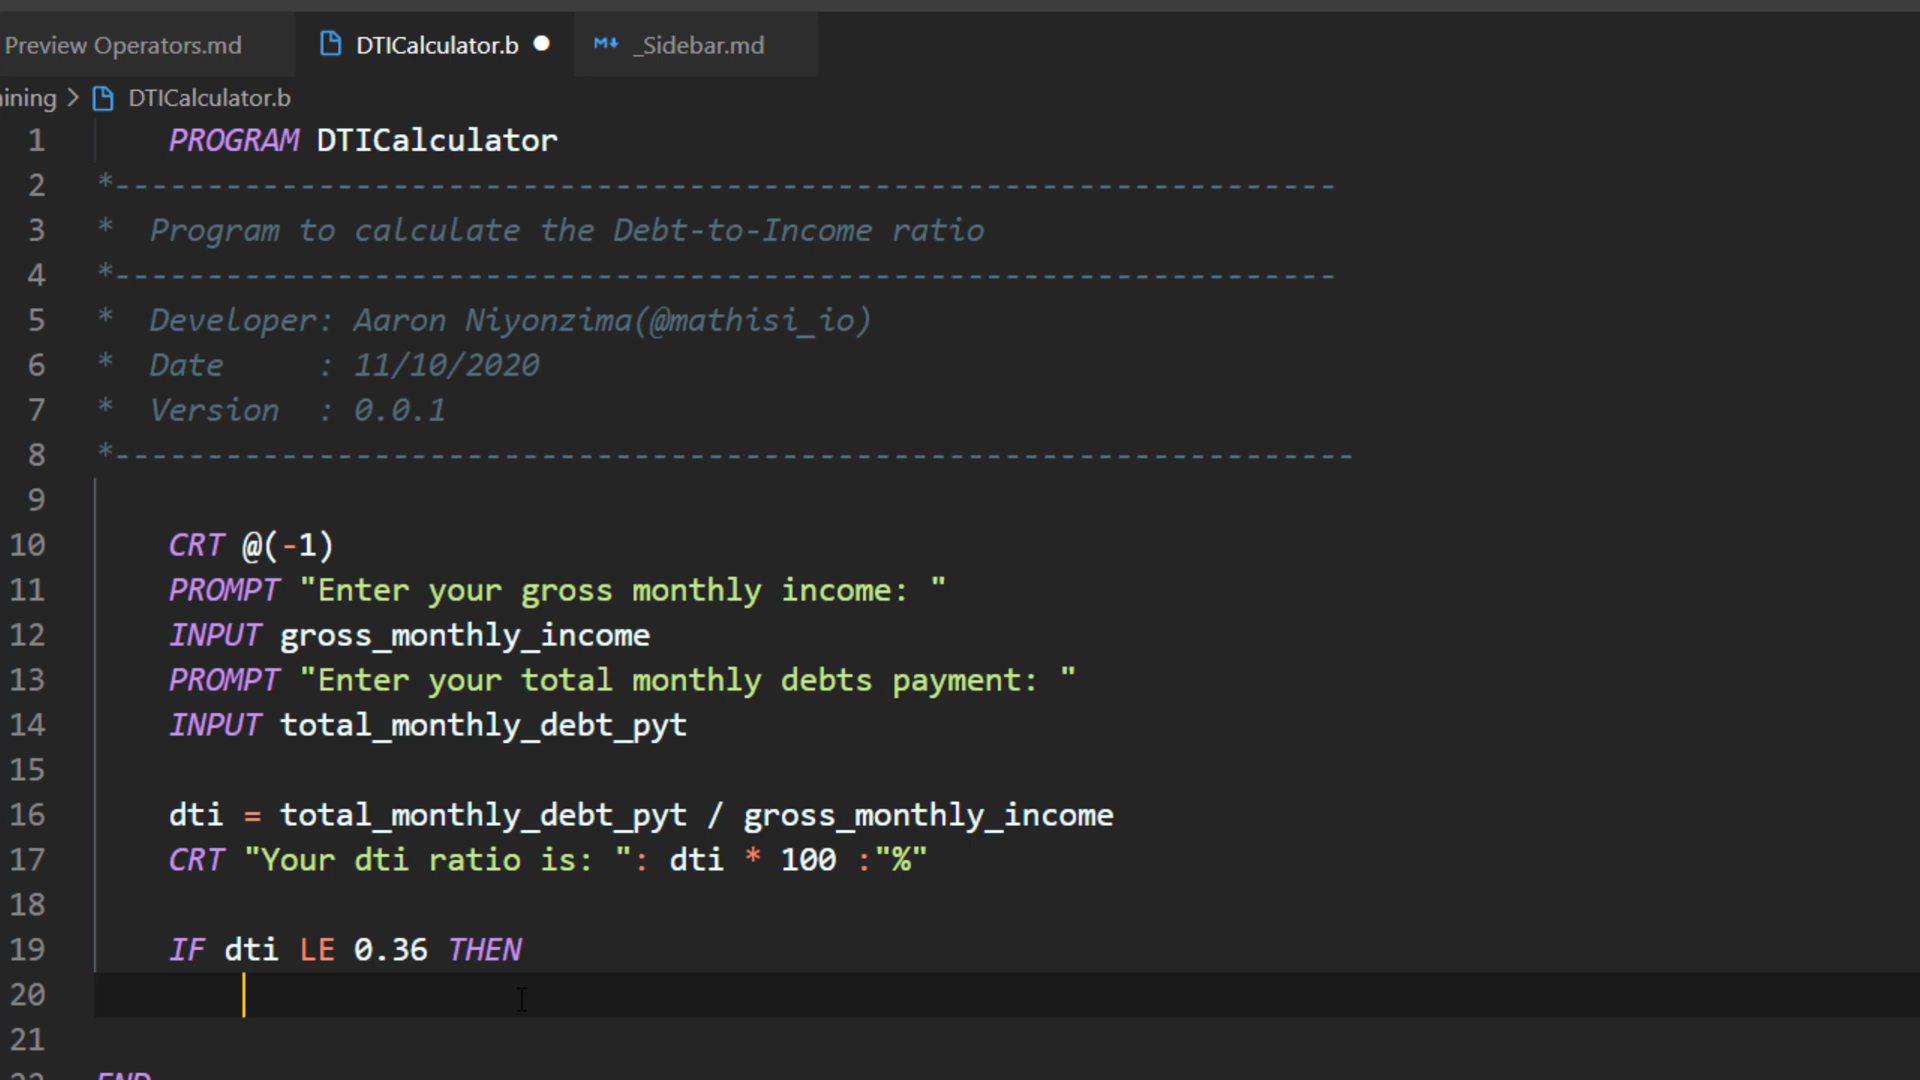 Preview Operators.md
DTICalculator.b
_Sidebar.md
ining > DTICalculator.b
1 PROGRAM DTICalculator
2 *------------------------------------------------------------------
3 * Program to calculate the Debt-to-Income ratio
4 *------------------------------------------------------------------
5 * Developer: Aaron Niyonzima(@mathisi_io)
6 * Date : 11/10/2020
7 * Version : 0.0.1
8 *-------------------------------------------------------------------
9
10 CRT @(-1)
11 PROMPT "Enter your gross monthly income: "
12 INPUT gross_monthly_income
13 PROMPT "Enter your total monthly debts payment: "
14 INPUT total_monthly_debt_pyt
15
16 dti = total_monthly_debt_pyt / gross_monthly_income
17 CRT "Your dti ratio is: ": dti * 100 :"%"
18
19 IF dti LE 0.36 THEN
20
21
22 END